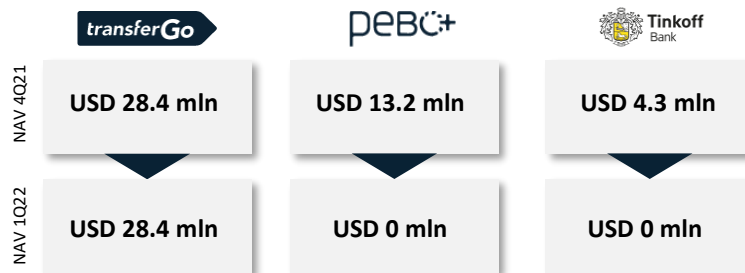 transferGo
рево+
Tinkoff
Bank
NAV 4Q21
USD 28.4 mln
USD 13.2 mln
USD 4.3 mln
NAV 1Q22
USD 28.4 mln
USD 0 mln
USD 0 mln